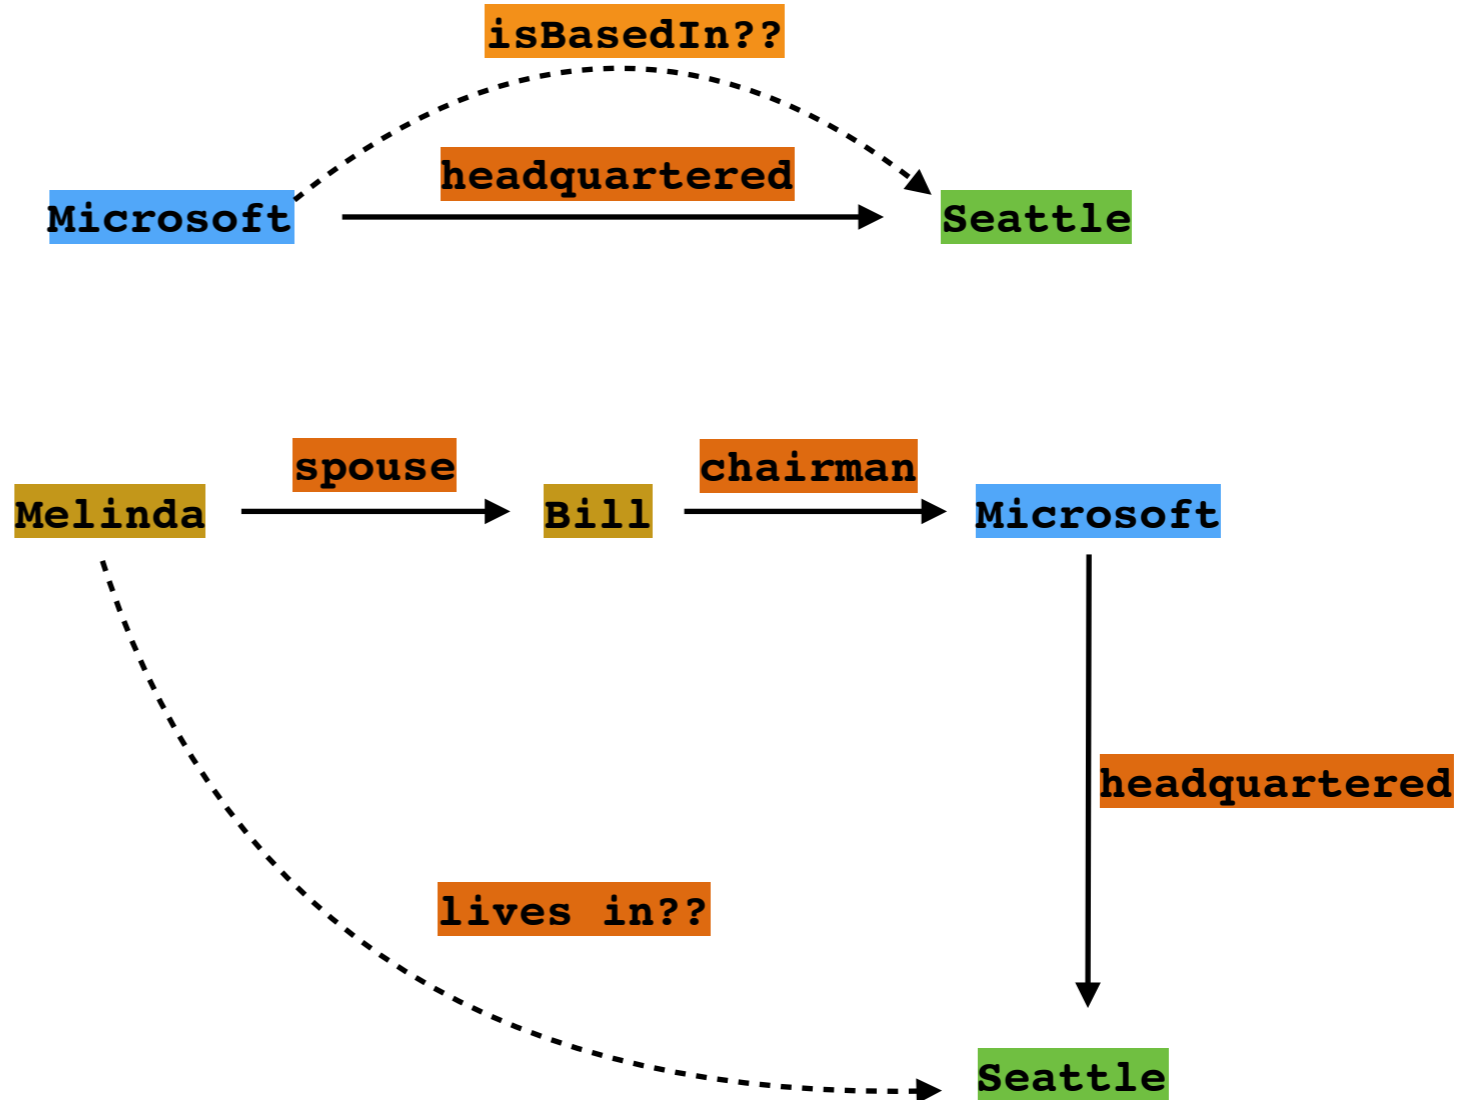 isBasedIn??
headquartered
Microsoft
Seattle
spouse
chairman
Melinda
Bill
Microsoft
headquartered
lives in??
Seattle